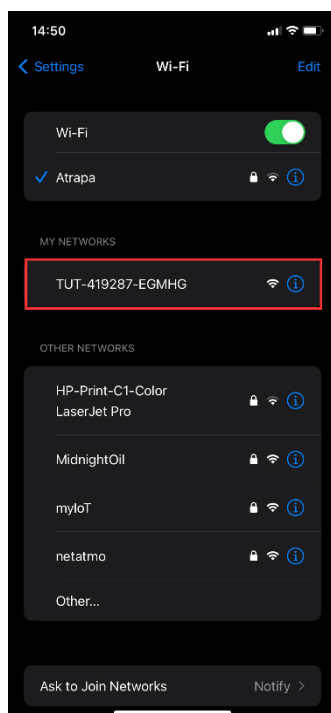 14:50
Settings Wi-Fi Edit
Wi-Fi
Atrapa
MY NETWORKS
TUT-419287-EGMHG
OTHER NETWORKS
HP-Print-C1-Color
LaserJet Pro
MidnightOil
myIoT
netatmo
Other...
Ask to Join Networks Notify